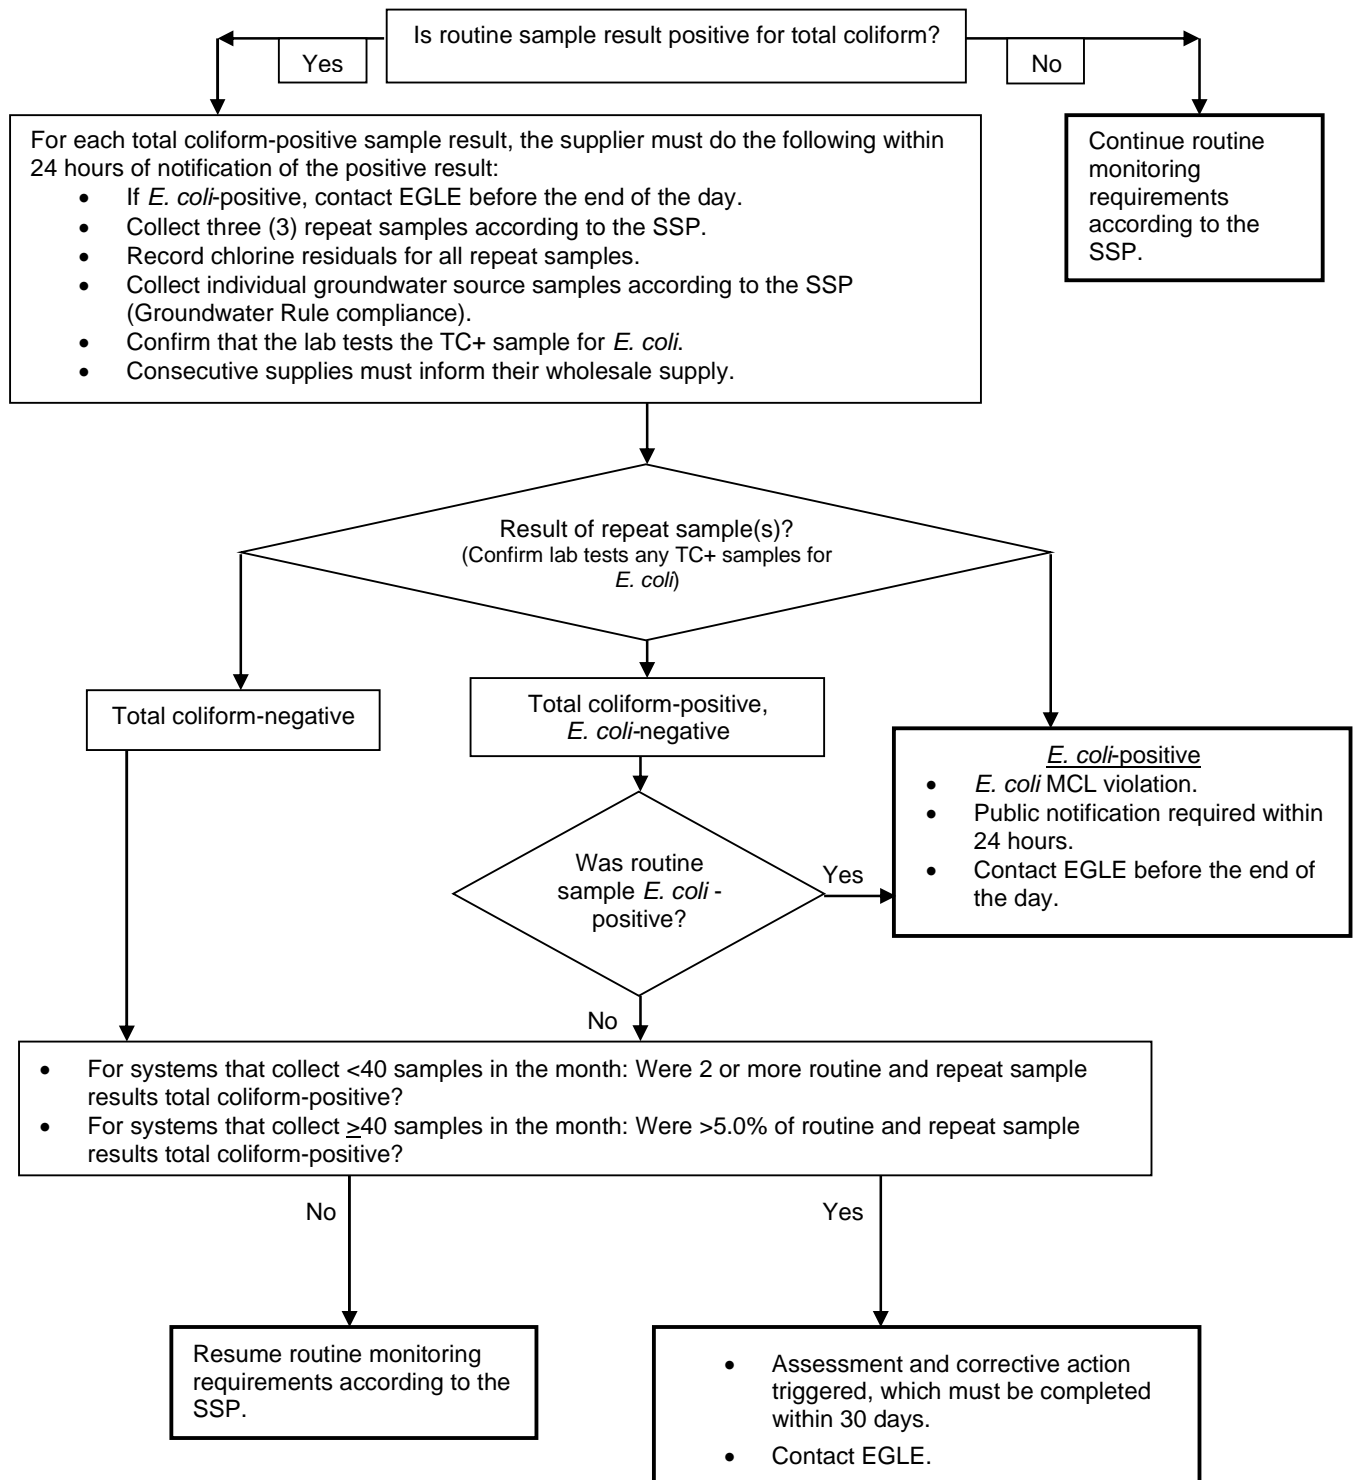 Is routine sample result positive for total coliform?
Yes
No
For each total coliform-positive sample result, the supplier must do the following within
24 hours of notification of the positive result:
• If E. coli-positive, contact EGLE before the end of the day.
• Collect three (3) repeat samples according to the SSP.
• Record chlorine residuals for all repeat samples.
• Collect individual groundwater source samples according to the SSP
(Groundwater Rule compliance).
• Confirm that the lab tests the TC+ sample for E. coli.
• Consecutive supplies must inform their wholesale supply.
Continue routine
monitoring
requirements
according to the
SSP.
Result of repeat sample(s)?
(Confirm lab tests any TC+ samples for
E. coli)
Total coliform-negative
Total coliform-positive,
E. coli-negative
E. coli-positive
• E. coli MCL violation.
• Public notification required within
24 hours.
• Contact EGLE before the end of
the day.
Was routine
sample E. coli -
positive?
Yes
No
• For systems that collect <40 samples in the month: Were 2 or more routine and repeat sample
results total coliform-positive?
• For systems that collect ≥40 samples in the month: Were >5.0% of routine and repeat sample
results total coliform-positive?
No
Yes
Resume routine monitoring
requirements according to the
SSP.
• Assessment and corrective action
triggered, which must be completed
within 30 days.
• Contact EGLE.